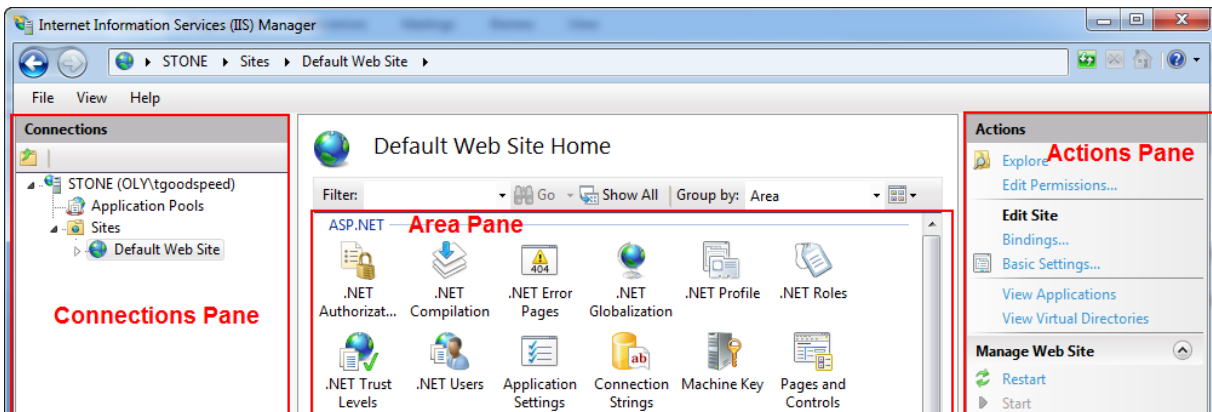 Internet Information Services (IIS) Manager
STONE Sites Default Web Site
File View Help
Connections
STONE (OLY\tgoodspeed)
Application Pools
Sites
Default Web Site
Connections Pane
Default Web Site Home
Filter: Go Show All Group by: Area
ASP.NET
Area Pane
.NET Authorizat...
.NET Compilation
404
.NET Error Pages
.NET Globalization
.NET Profile
.NET Roles
.NET Trust Levels
.NET Users
Application Settings
ab
Connection Strings
Machine Key
Pages and Controls
Actions
Actions Pane
Explore
Edit Permissions...
Edit Site
Bindings...
Basic Settings...
View Applications
View Virtual Directories
Manage Web Site
Restart
Start